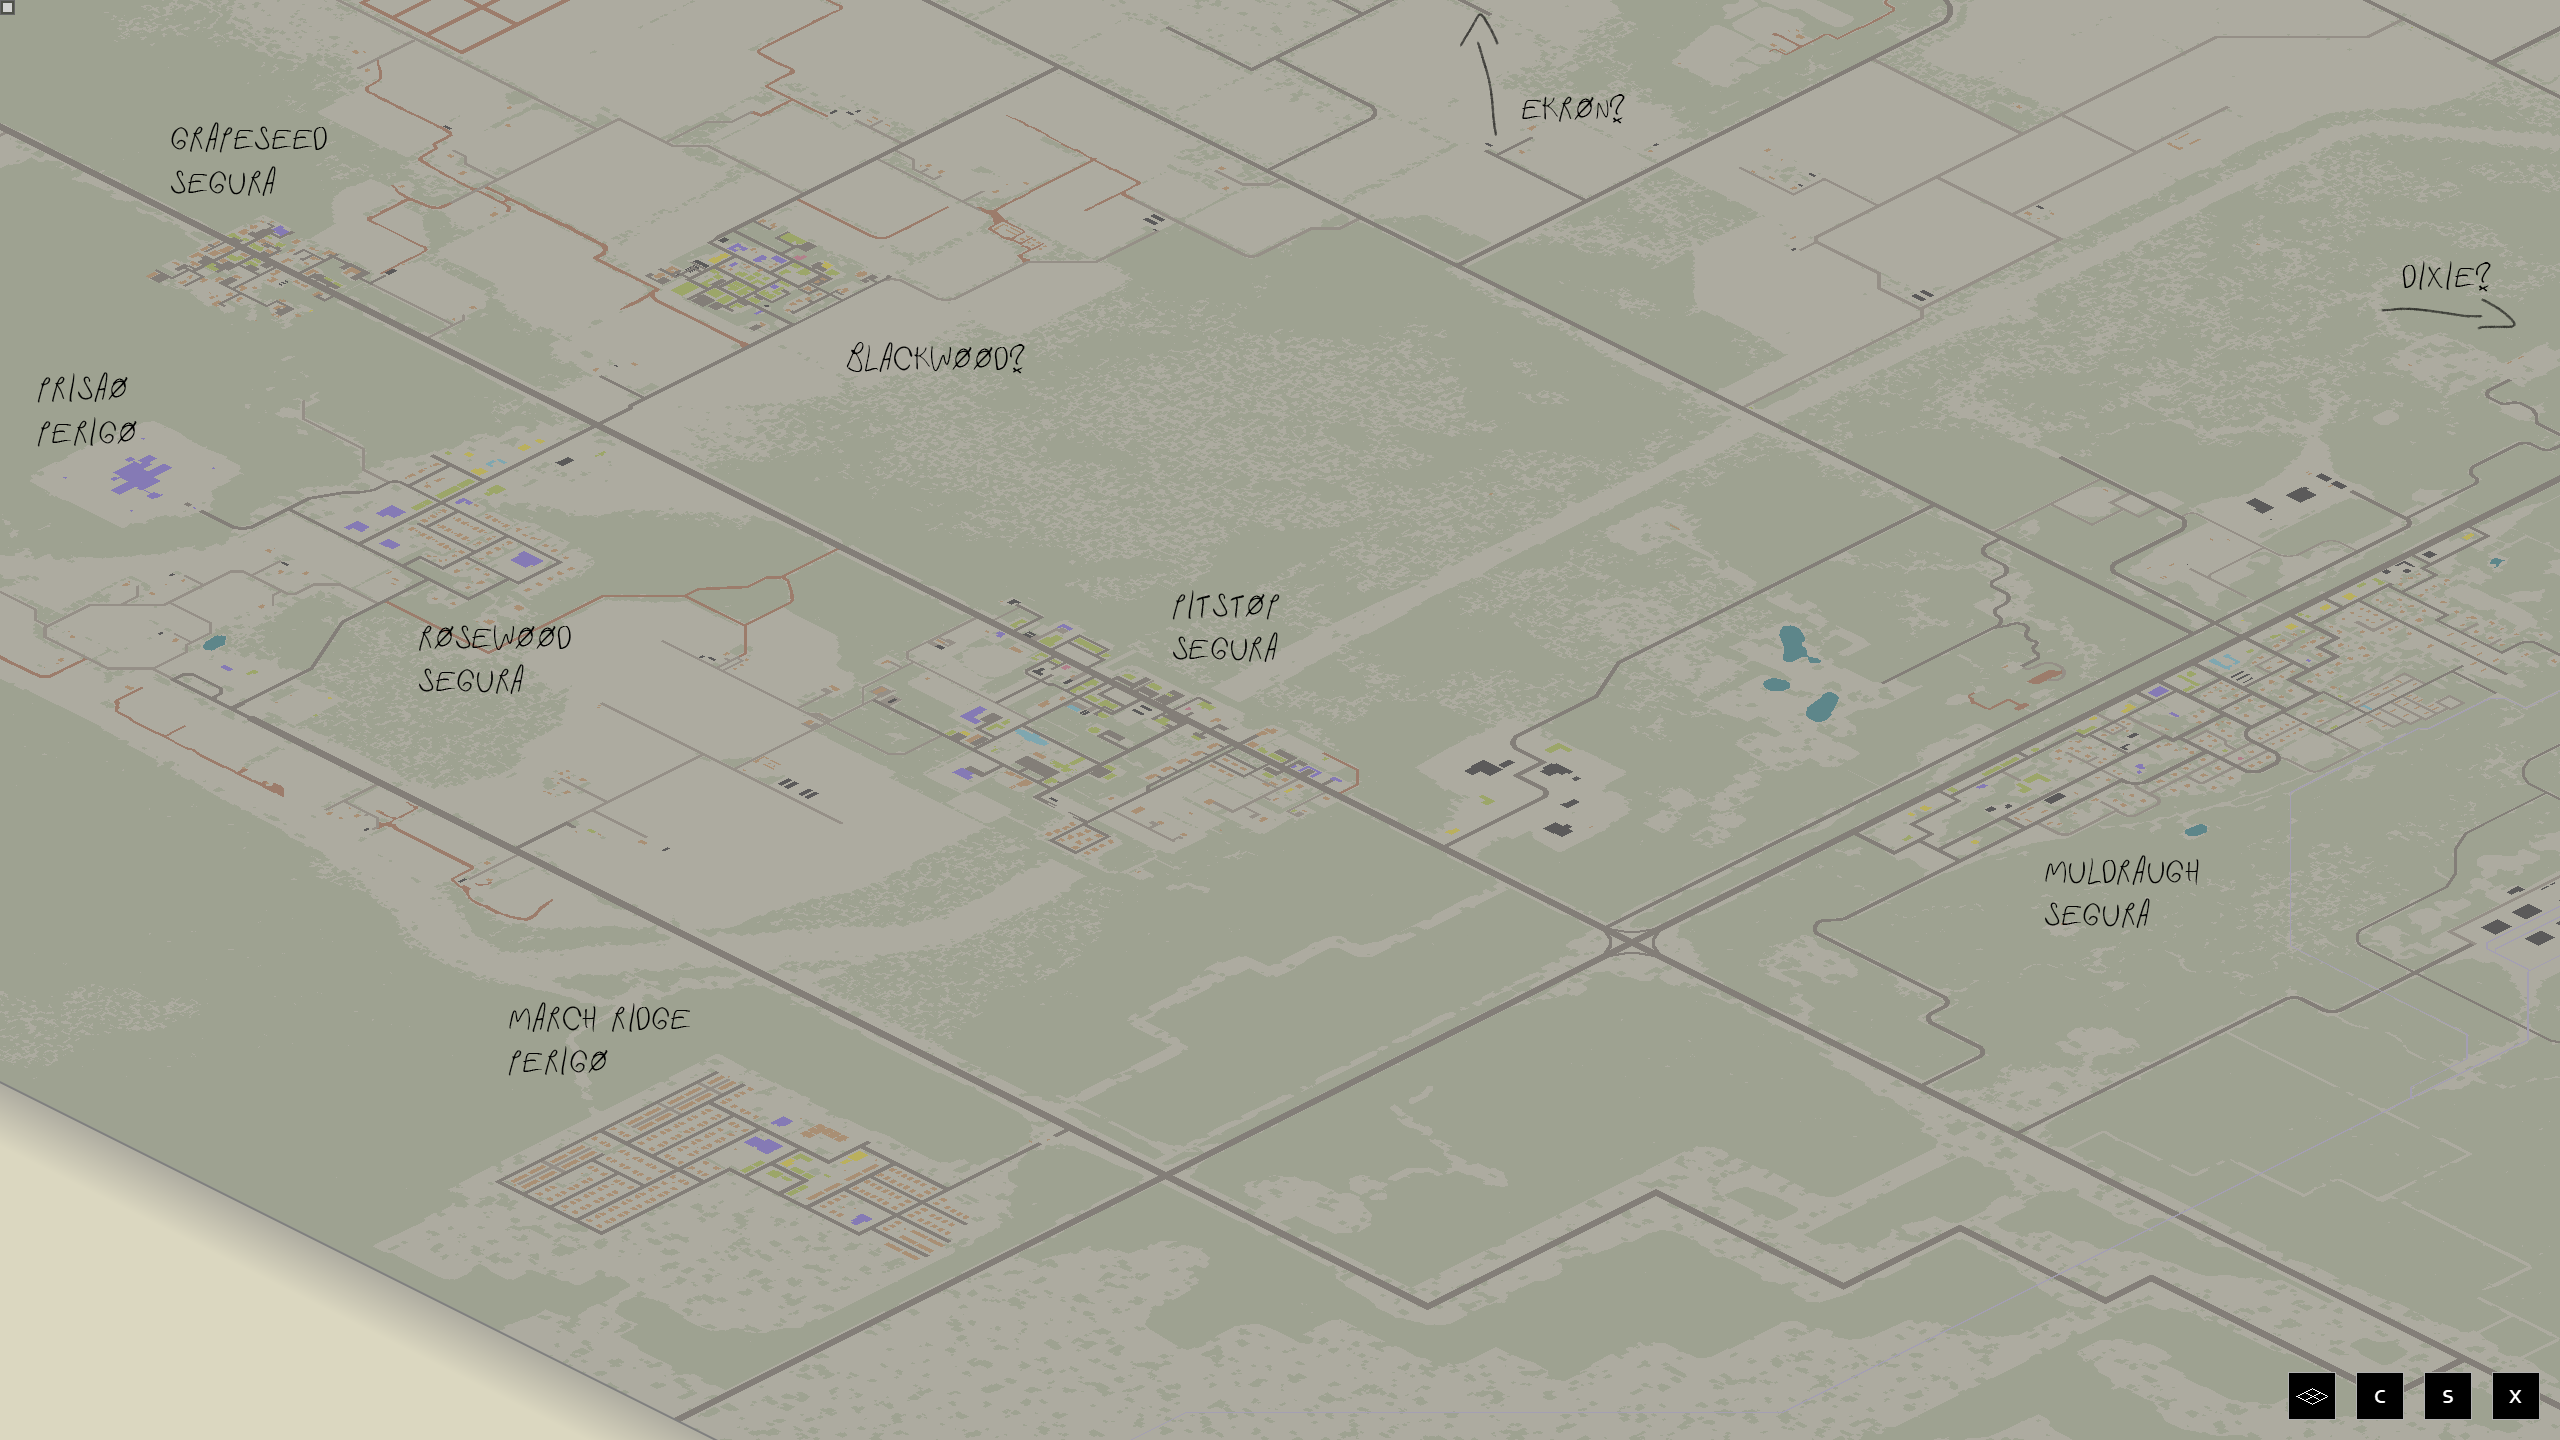 EKRØN?
GRAPESEED
SEGURA
DIXIE?
BLACKWØØD?
PRISAØ
PERIGØ
PITSTØP
SEGURA
RØSEWØØD
SEGURA
MULDRAUGH
SEGURA
MARCH RIDGE
PERIGØ
C S X